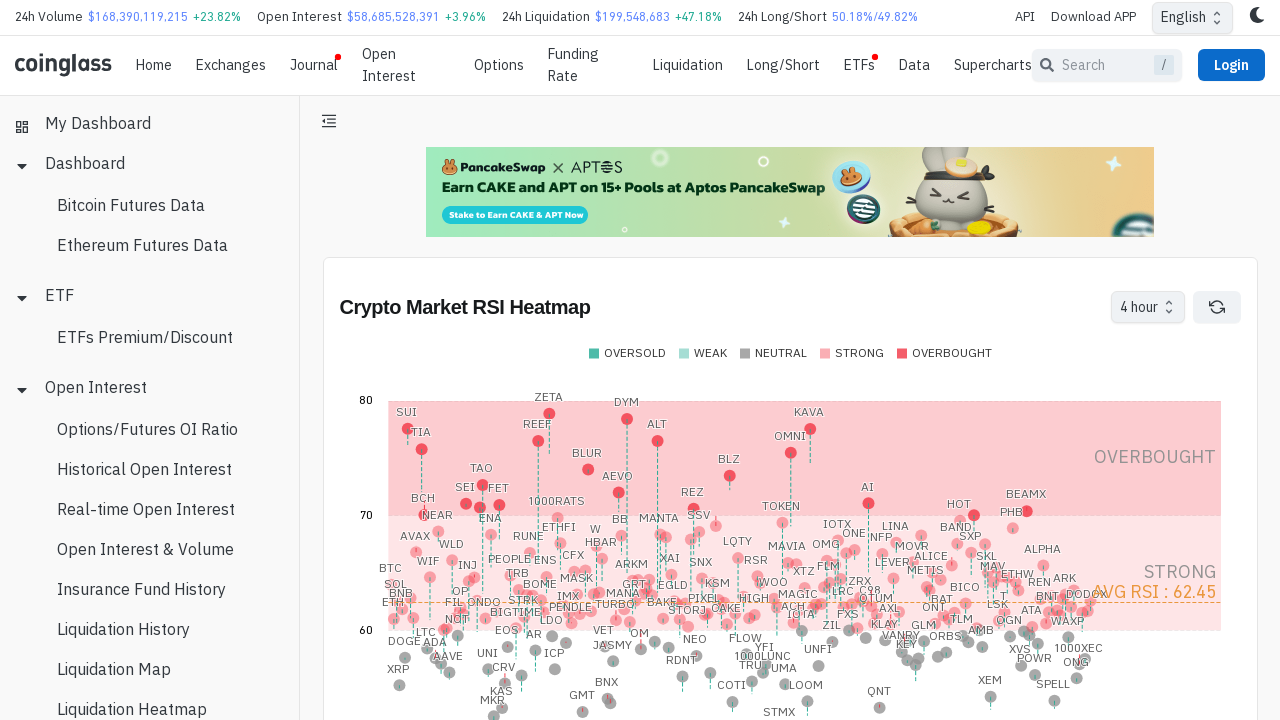 24h Volume $168,390,119,215 +23.82% Open Interest $58,685,528,391 +3.96% 24h Liquidation $199,548,683 +47.18% 24h Long/Short 50.18%/49.82% API Download APP English
coinglass Home Exchanges Journal Open Interest Options Funding Rate Liquidation Long/Short ETFs Data Supercharts Search / Login
My Dashboard
Dashboard
Bitcoin Futures Data
Ethereum Futures Data
ETF
ETFs Premium/Discount
Open Interest
Options/Futures OI Ratio
Historical Open Interest
Real-time Open Interest
Open Interest & Volume
Insurance Fund History
Liquidation History
Liquidation Map
Liquidation Heatmap
PancakeSwap × APTOS
Earn CAKE and APT on 15+ Pools at Aptos PancakeSwap
Stake to Earn CAKE & APT Now
Crypto Market RSI Heatmap
4 hour
OVERSOLD WEAK NEUTRAL STRONG OVERBOUGHT
80
ZETA
DYM
SUI
KAVA
REEF
ALT
TIA
OMNI
BLUR
BLZ
OVERBOUGHT
TAO
AEVO
SEI
FET
AI
REZ
BEAMX
BCH
1000RATS
TOKEN
HOT
70
NEAR
ENA
BB
MANTA
SSV
PHB
ETHFI
W
IOTX
LINA
BAND
AVAX
RUNE
HBAR
LQTY
OMG
ONE
NFP
SXP
WLD
MAVIA
MOVR
ALPHA
WIF
INJ
PEOPLE
ENS
CFX
ARKM
XAI
SNX
RSR
XTZ
FLM
LEVER
ALICE
METIS
SKL
MAV
BTC
TRB
MASK
ETHW
STRONG
SOL
OP
BOME
GRT
EGLD
KSM
WOO
ZRX
BICO
REN
ARK
BNB
IMX
MANA
PIXEL
HIGH
MAGIC
LRC
C98
BAT
T
BNT
DODOX
AVG RSI : 62.45
ETH
FIL
ONDO
STRK
TURBO
BAKE
CAKE
ACH
QTUM
LSK
NOT
BIGTIME
PENDLE
STORJ
CHA
FXS
AXL
ONT
TLM
OGN
ATA
WAXP
LDO
ZIL
KLAY
GLM
60
LTC
EOS
AR
VET
OM
NEO
FLOW
VANRY
ORBS
AMB
DOGE
ADA
JASMY
YFI
UNFI
KEY
XVS
1000XEC
AAVE
UNI
ICP
RDNT
1000LUNC
POWR
ONG
XRP
CRV
TRU
UMA
XEM
SPELL
KAS
BNX
COTI
LOOM
QNT
MKR
GMT
STMX